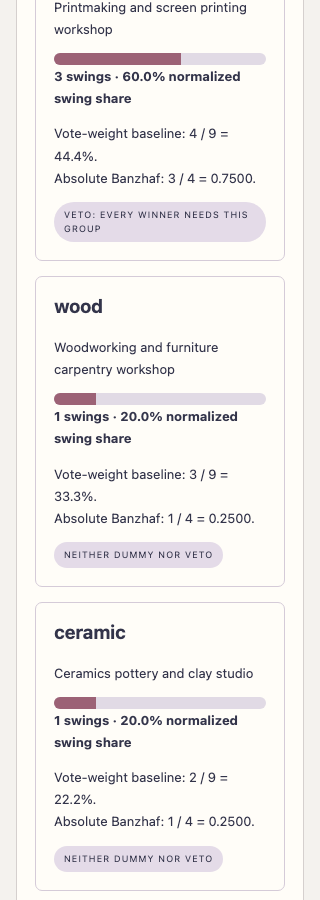 Printmaking and screen printing
workshop
3 swings · 60.0% normalized
swing share
Vote-weight baseline: 4 / 9 =
44.4%.
Absolute Banzhaf: 3 / 4 = 0.7500.
VETO: EVERY WINNER NEEDS THIS
GROUP
wood
Woodworking and furniture
carpentry workshop
1 swings · 20.0% normalized
swing share
Vote-weight baseline: 3 / 9 =
33.3%.
Absolute Banzhaf: 1 / 4 = 0.2500.
NEITHER DUMMY NOR VETO
ceramic
Ceramics pottery and clay studio
1 swings · 20.0% normalized
swing share
Vote-weight baseline: 2 / 9 =
22.2%.
Absolute Banzhaf: 1 / 4 = 0.2500.
NEITHER DUMMY NOR VETO